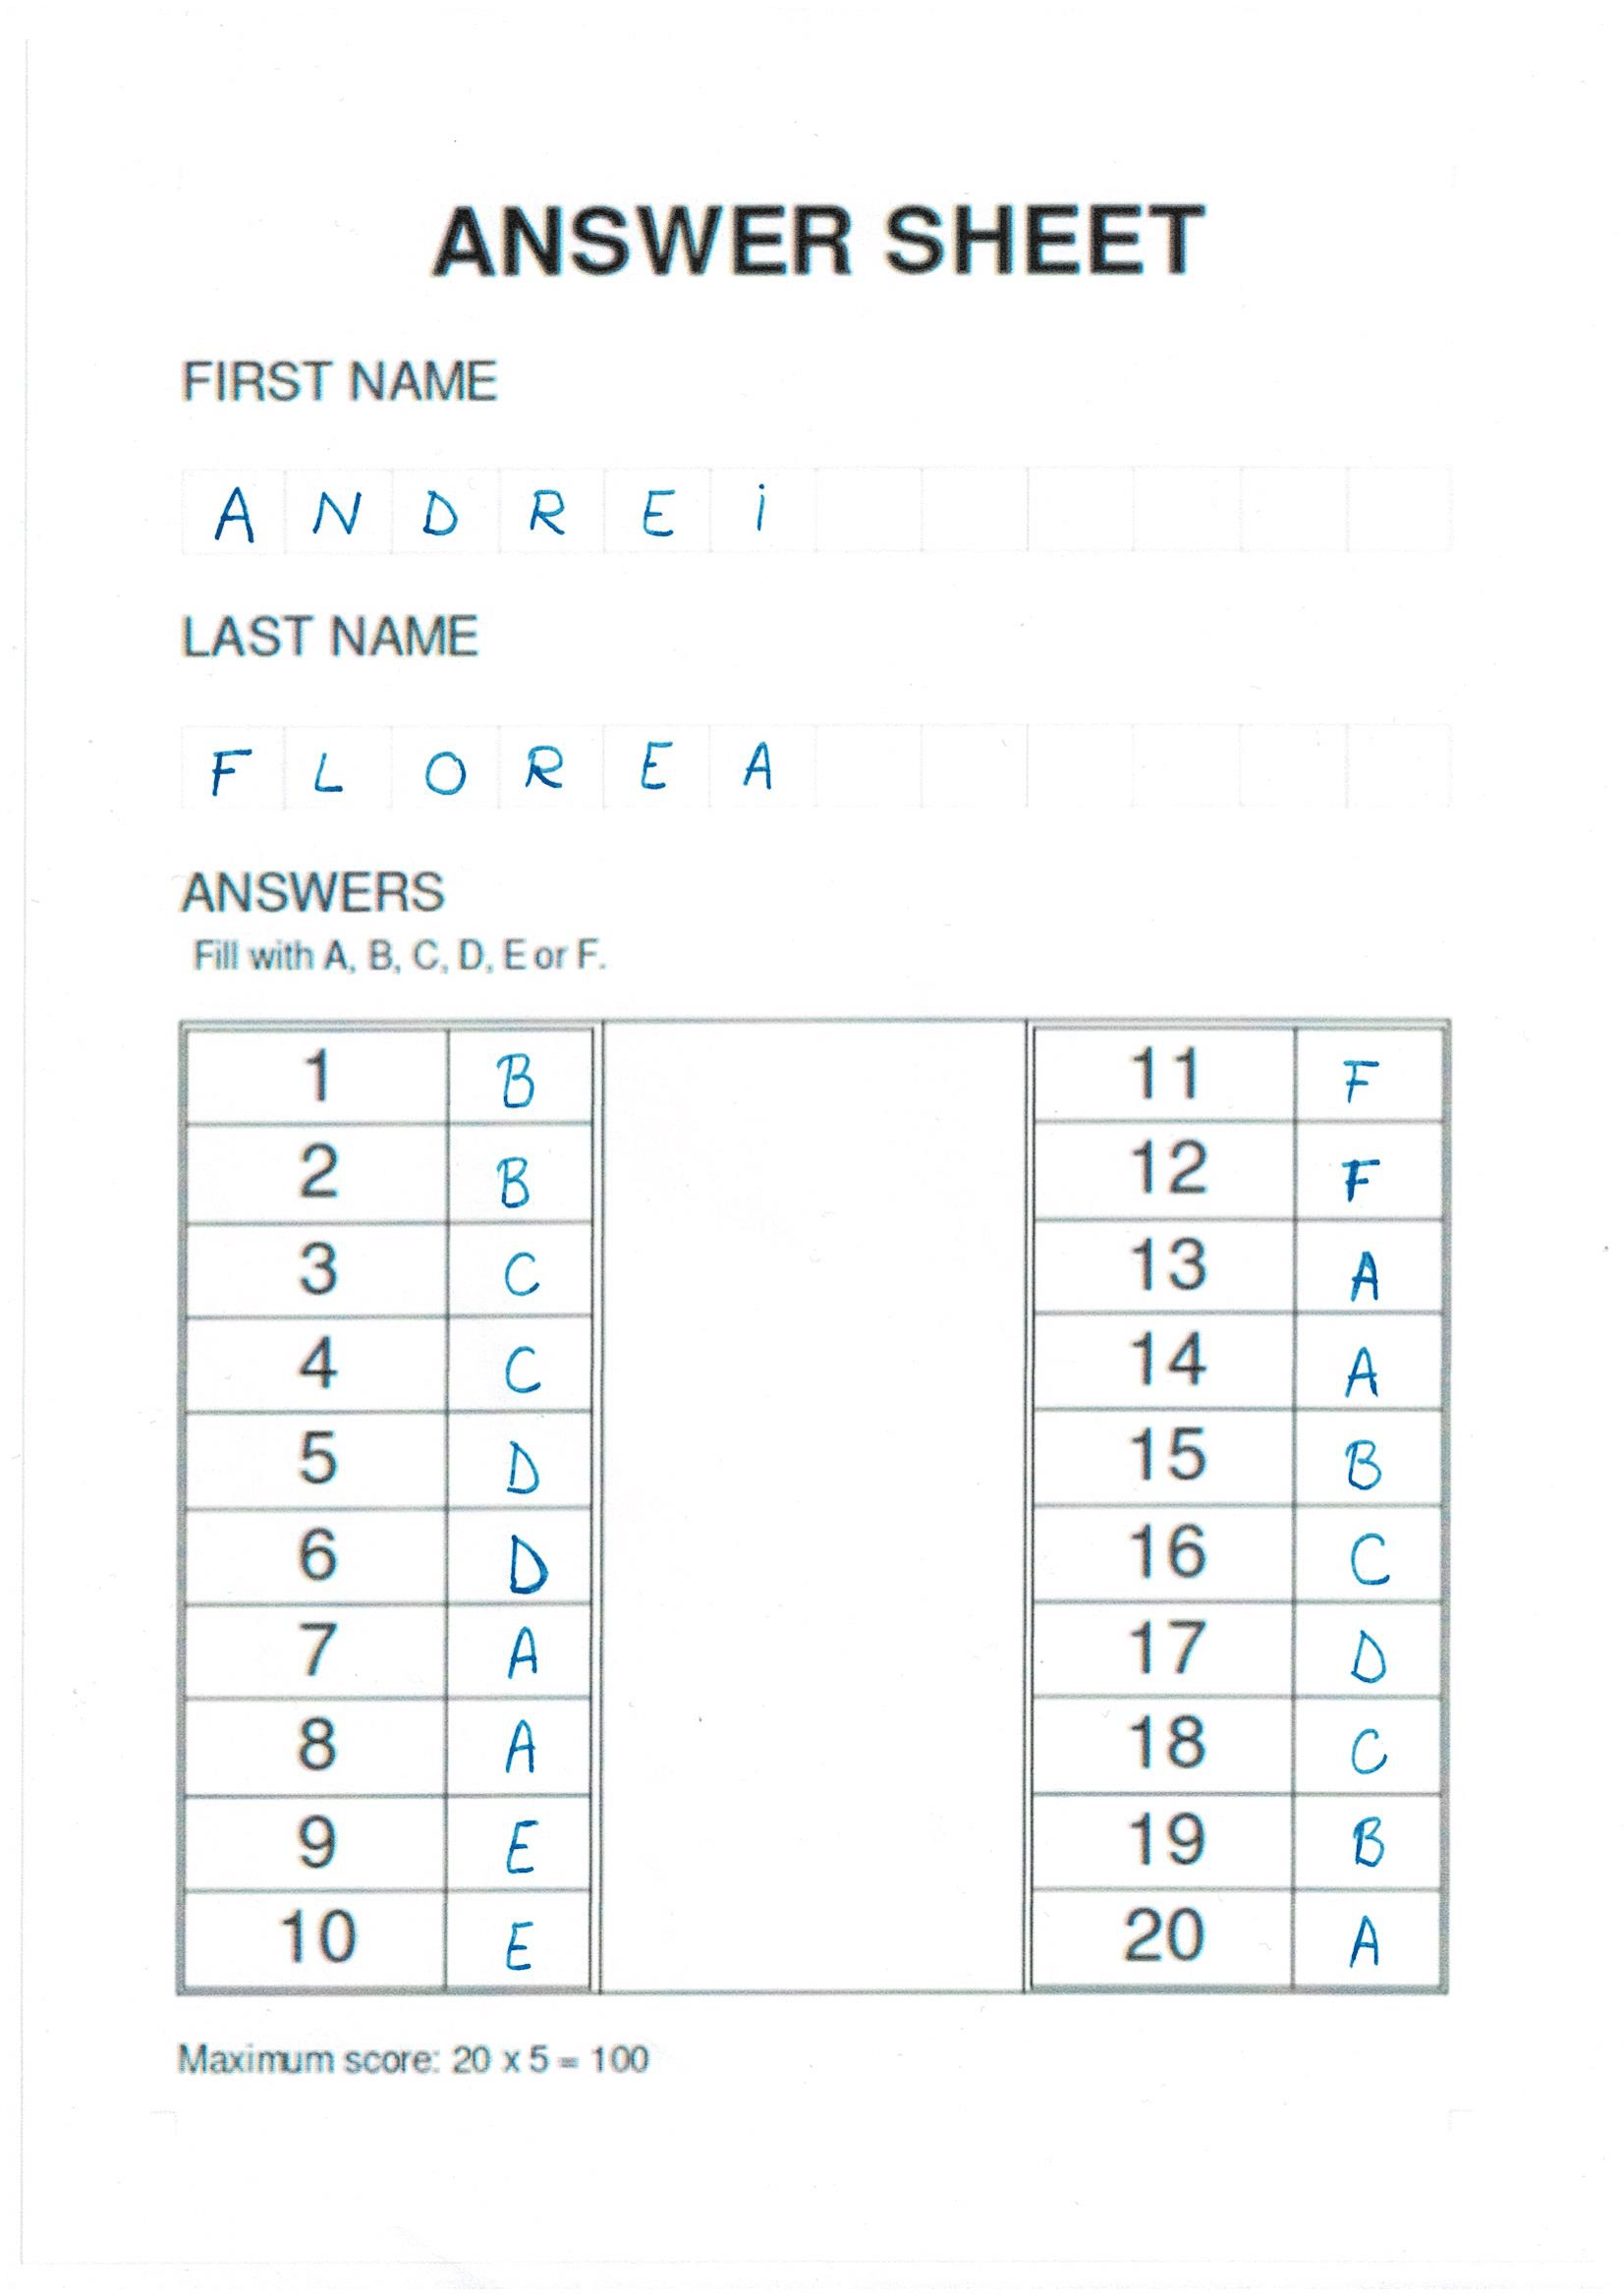 ANSWER SHEET
FIRST NAME
A N D R E i
LAST NAME
F L O R E A
ANSWERS
Fill with A, B, C, D, E or F.
1 B 11 F
2 B 12 F
3 C 13 A
4 C 14 A
5 D 15 B
6 D 16 C
7 A 17 D
8 A 18 C
9 E 19 B
10 E 20 A
Maximum score: 20 x 5 = 100